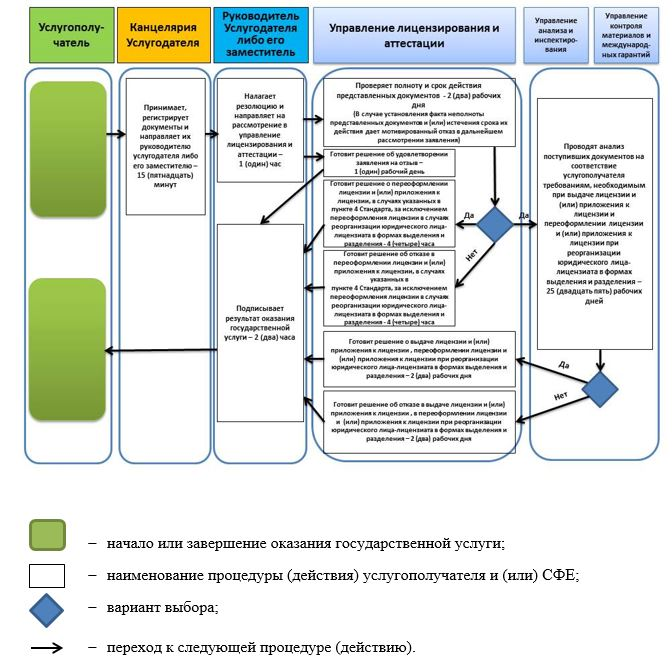 Услугополу-
чатель
Канцелярия
Услугодателя
Руководитель
Услугодателя
либо его
заместитель
Управление лицензирования и
аттестации
Управление
анализа и
инспектиро-
вания
Управление
контроля
материалов и
международ-
ных гарантий
Принимает,
регистрирует
документы и
направляет их
руководителю
услугодателя либо
его заместителю –
15 (пятнадцать)
минут
Налагает
резолюцию и
направляет на
рассмотрение в
управление
лицензирования и
аттестации –
1 (один) час
Подписывает
результат оказания
государственной
услуги – 2 (два) часа
Проверяет полноту и срок действия
представленных документов - 2 (два) рабочих
дня
(В случае установления факта неполноты
представленных документов и (или) истечения срока их
действия дает мотивированный отказ в дальнейшем
рассмотрении заявления)
Готовит решение об удовлетворении
заявления на отзыв –
1 (один) рабочий день
Готовит решение о переоформлении
лицензии и (или) приложения к
лицензии, в случаях указанных в
пункте 4 Стандарта, за исключением
переоформления лицензии в случаях
реорганизации юридического лица-
лицензиата в формах выделения и
разделения - 4 (четыре) часа
Готовит решение об отказе в
переоформлении лицензии и (или)
приложения к лицензии, в случаях
указанных в
пункте 4 Стандарта, за исключением
переоформления лицензии в случаях
реорганизации юридического лица-
лицензиата в формах выделения и
разделения - 4 (четыре) часа
Готовит решение о выдаче лицензии и (или)
приложения к лицензии , переоформлении лицензии и
(или) приложения к лицензии при реорганизации
юридического лица-лицензиата в формах выделения и
разделения – 2 (два) рабочих дня
Готовит решение об отказе в выдаче лицензии и (или)
приложения к лицензии , в переоформлении лицензии
и (или) приложения к лицензии при реорганизации
юридического лица-лицензиата в формах выделения и
разделения – 2 (два) рабочих дня
Да
Да
Нет
Проводят анализ
поступивших документов на
соответствие
услугополучателя
требованиям, необходимым
при выдаче лицензии и
(или) приложения к
лицензии и
переоформлении лицензии
и (или) приложения к
лицензии при
реорганизации
юридического лица-
лицензиата в формах
выделения и разделения –
25 (двадцать пять) рабочих
дней
Да
Нет
– начало или завершение оказания государственной услуги;
– наименование процедуры (действия) услугополучателя и (или) СФЕ;
– вариант выбора;
– переход к следующей процедуре (действию).